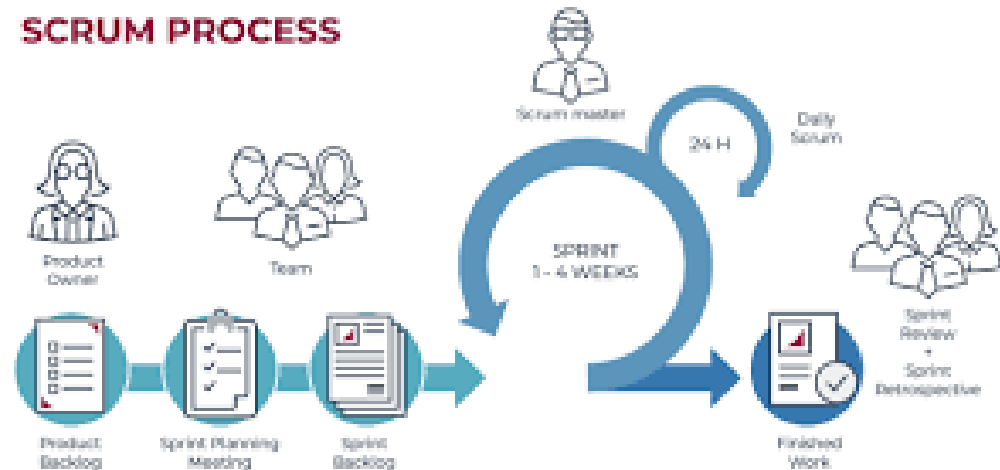 SCRUM PROCESS
Scrum master
24 H
Daily
Scrum
Product
Owner
Team
SPRINT
1 - 4 WEEKS
Sprint
Review
+
Sprint
Retrospective
Product
Backlog
Sprint Planning
Meeting
Sprint
Backlog
Finished
Work